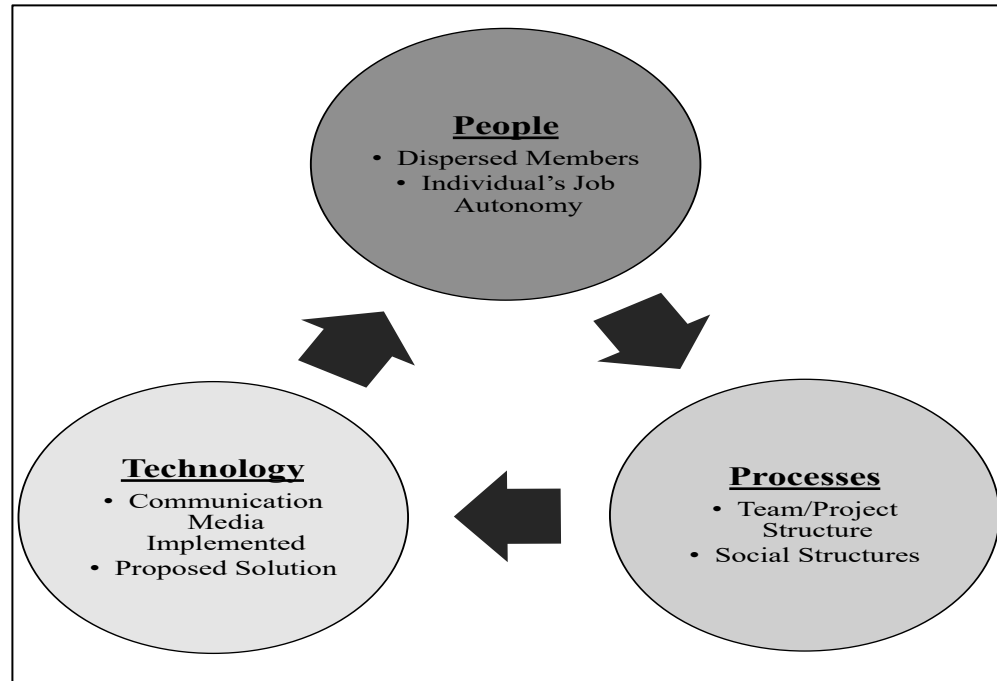 People
• Dispersed Members
• Individual’s Job
Autonomy
Technology
• Communication
Media
Implemented
• Proposed Solution
Processes
• Team/Project
Structure
• Social Structures